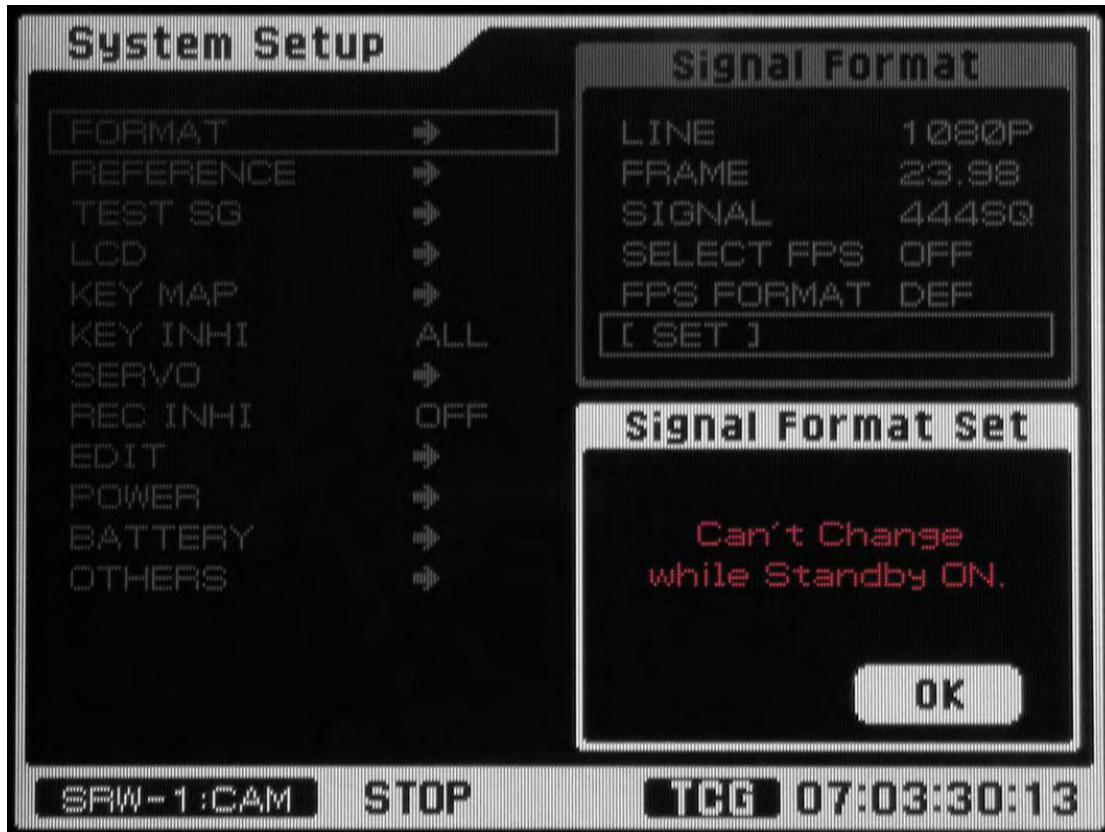 System Setup
FORMAT
REFERENCE
TEST SG
LCD
KEY MAP
KEY INHI ALL
SERVO
REC INHI OFF
EDIT
POWER
BATTERY
OTHERS
Signal Format
LINE 1080P
FRAME 23.98
SIGNAL 444SQ
SELECT FPS OFF
FPS FORMAT DEF
[ SET ]
Signal Format Set
Can't Change
while Standby ON.
OK
SRW-1:CAM STOP TCG 07:03:30:13